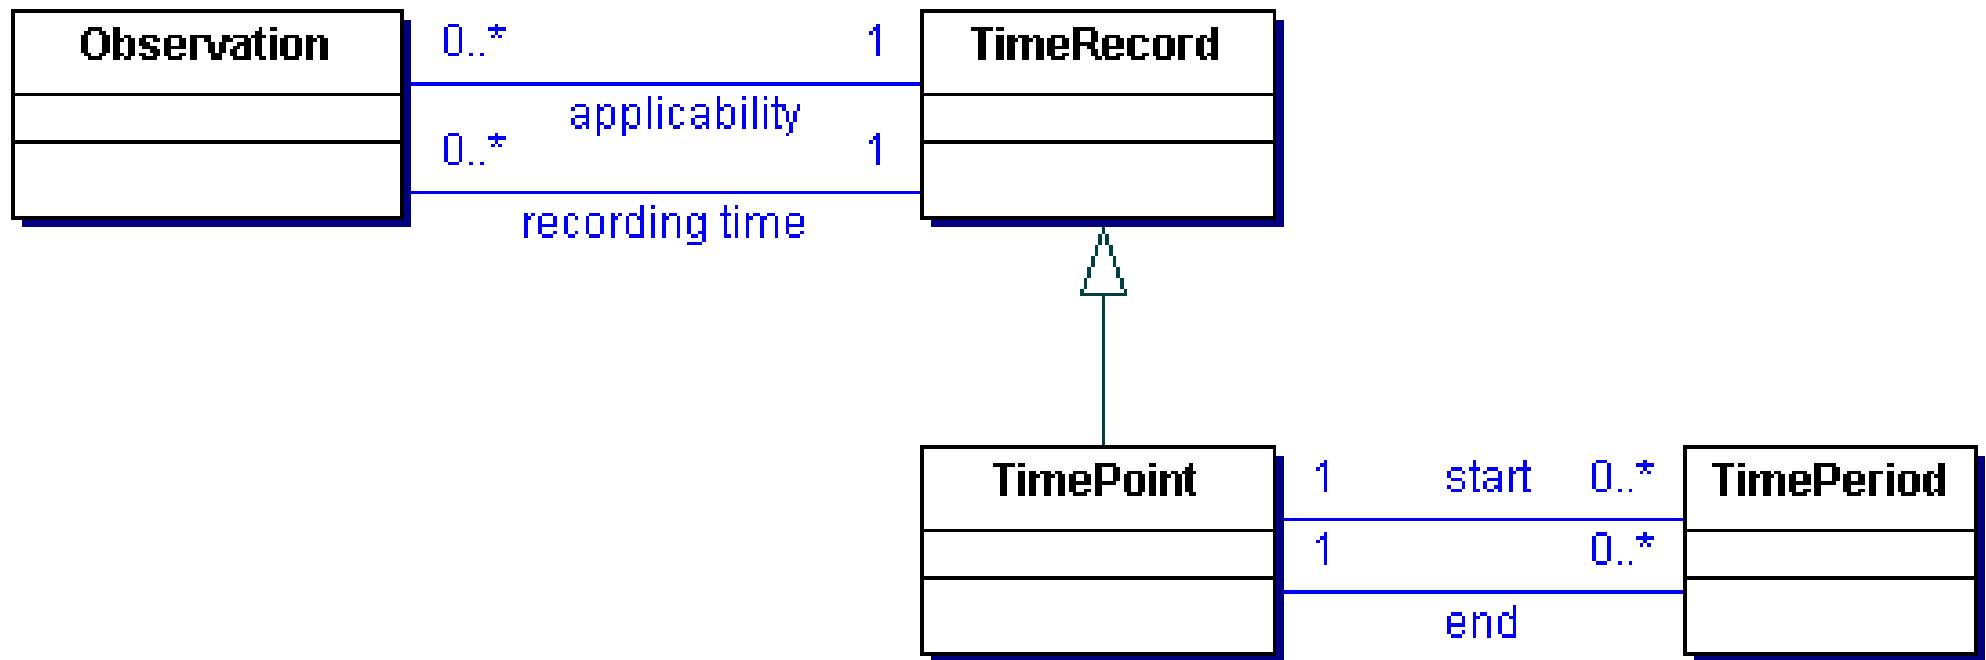 Observation
0..*
1
TimeRecord
applicability
0..*
1
recording time
TimePoint
1
start
0..*
TimePeriod
1
0..*
end